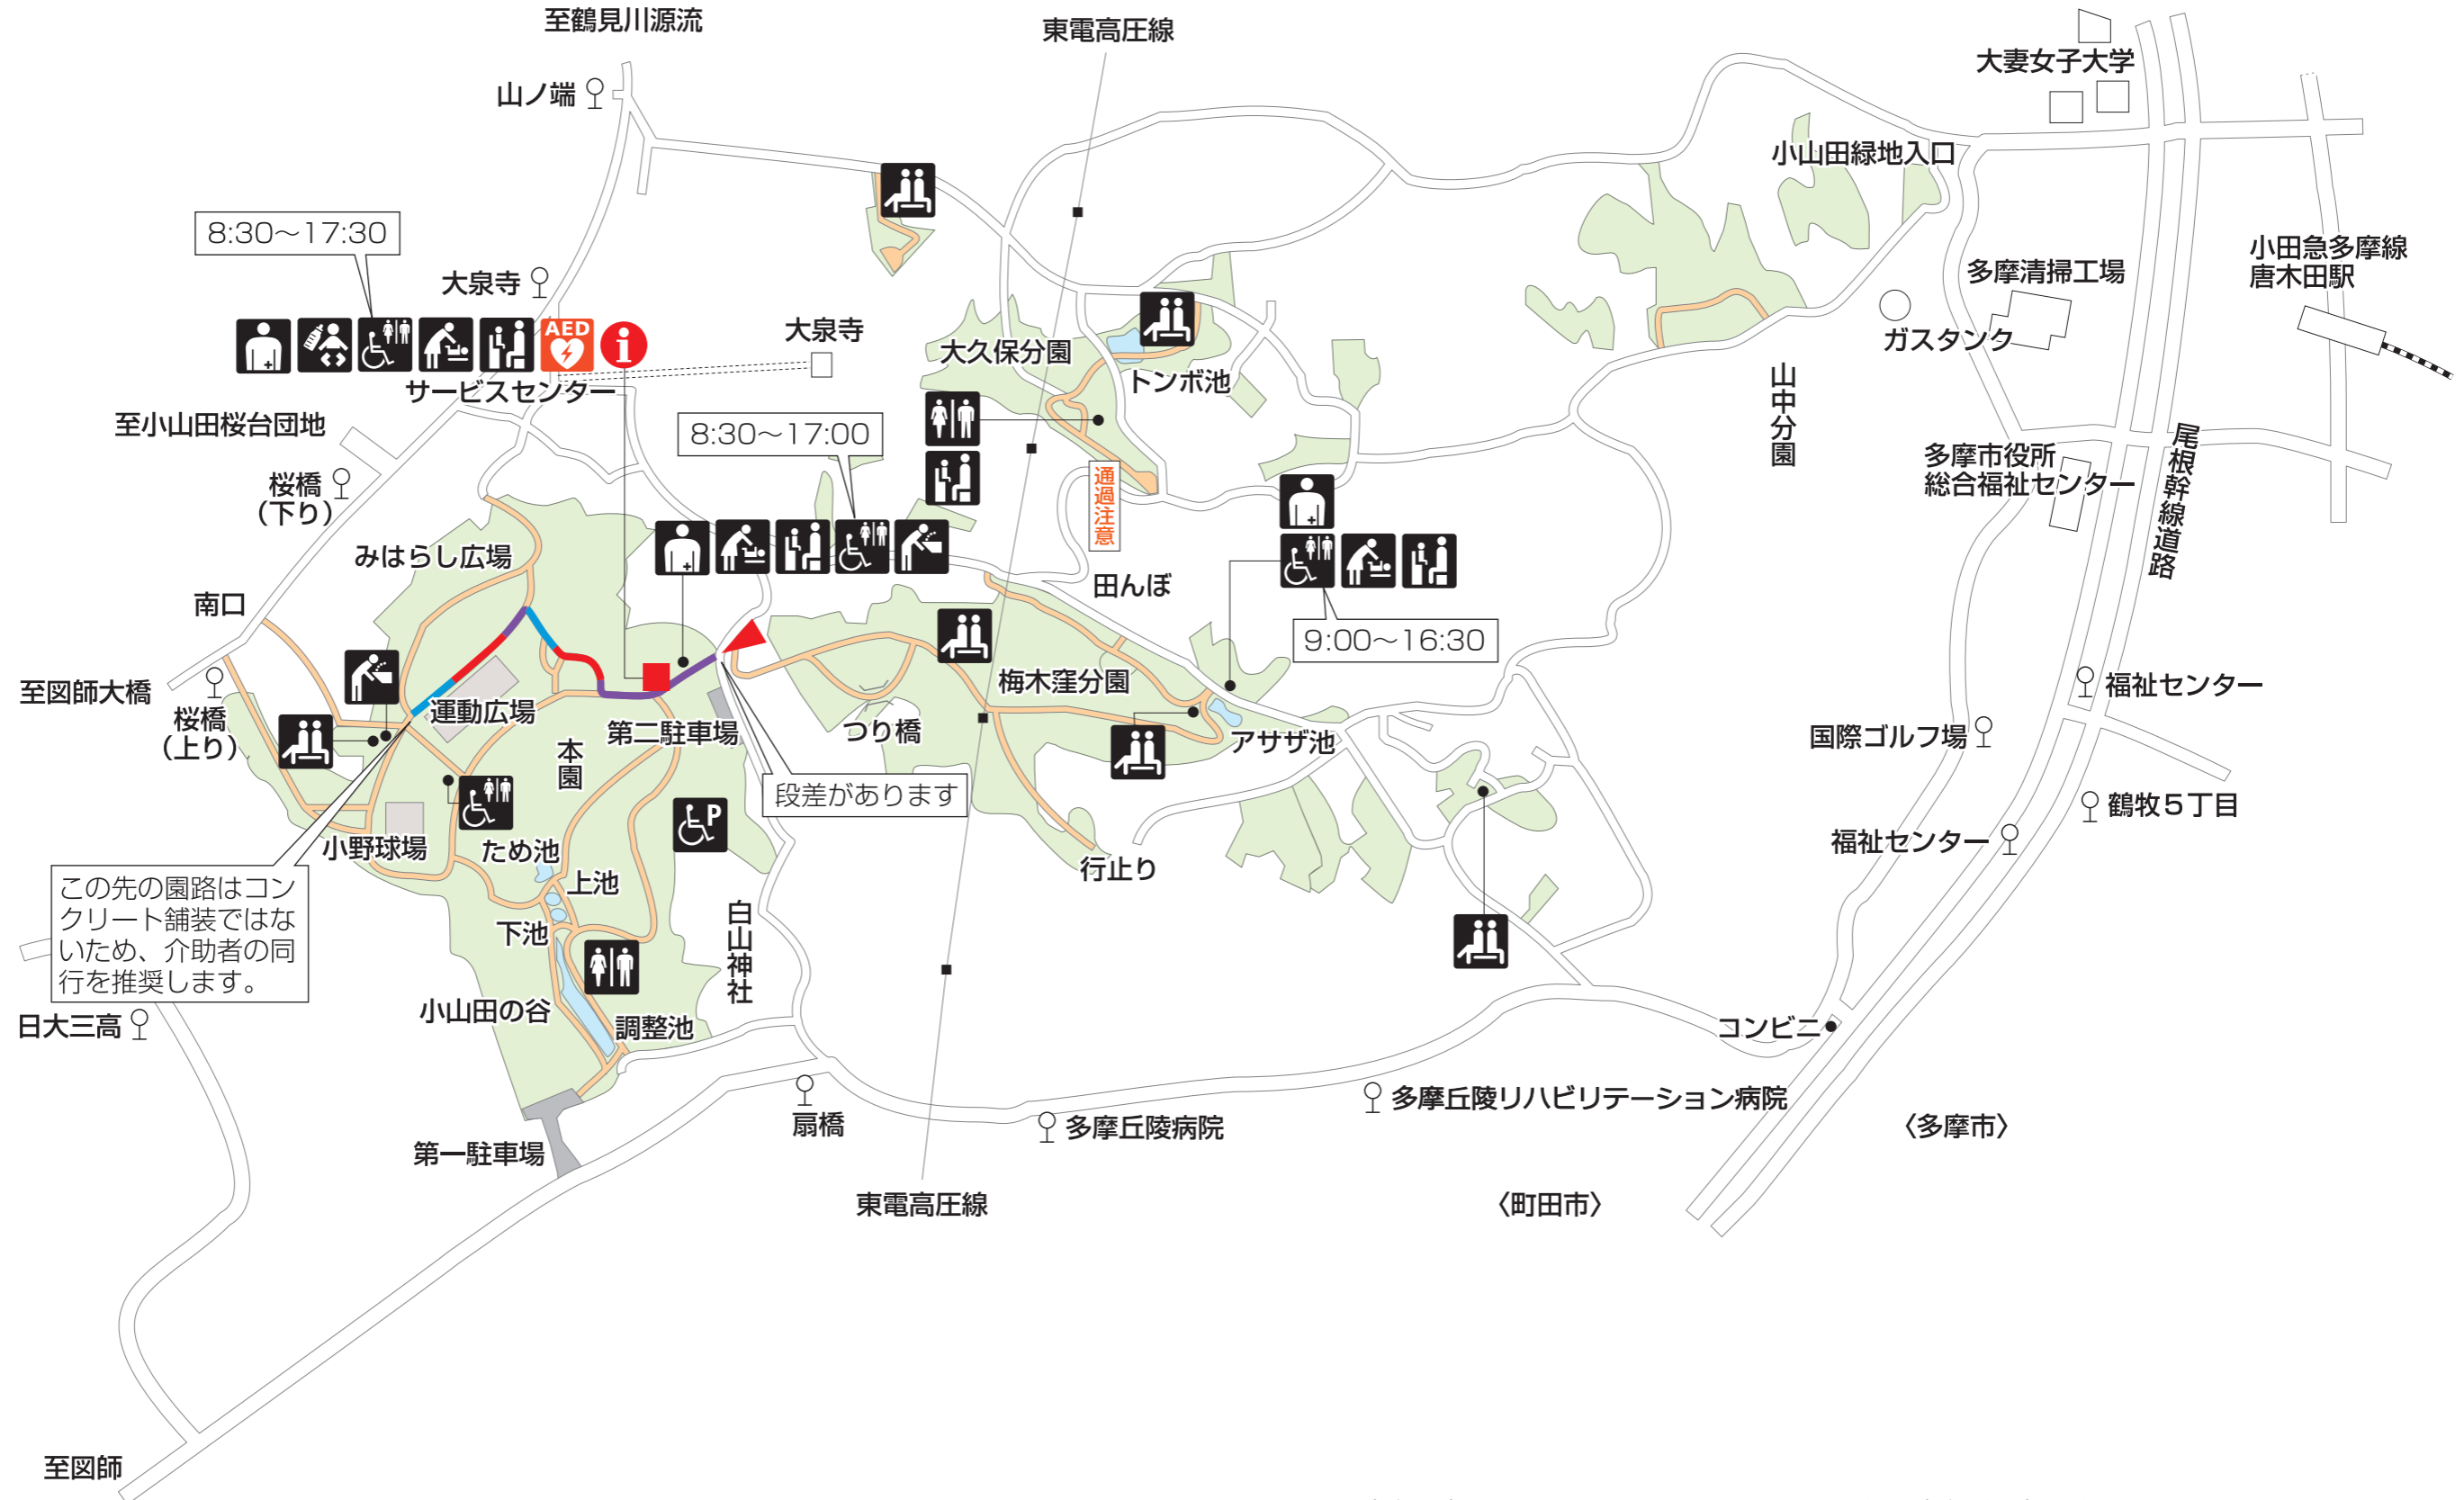 至鶴見川源流
東電高圧線
大妻女子大学
山ノ端
小山田緑地入口
8:30〜17:30
小田急多摩線
唐木田駅
多摩清掃工場
大泉寺
AED
i
大泉寺
ガスタンク
大久保分園
トンボ池
サービスセンター
山中分園
至小山田桜台団地
8:30〜17:00
尾根幹線道路
多摩市役所
総合福祉センター
桜橋
(下り)
通過注意
みはらし広場
田んぼ
南口
9:00〜16:30
梅木窪分園
至図師大橋
福祉センター
桜橋
(上り)
運動広場
第二駐車場
つり橋
アサザ池
国際ゴルフ場
本園
段差があります
鶴牧5丁目
P
小野球場
ため池
福祉センター
行止り
上池
この先の園路はコン
クリート舗装ではな
いため、介助者の同
行を推奨します。
下池
白山神社
小山田の谷
調整池
日大三高
コンビニ
多摩丘陵リハビリテーション病院
扇橋
多摩丘陵病院
〈多摩市〉
第一駐車場
東電高圧線
〈町田市〉
至図師